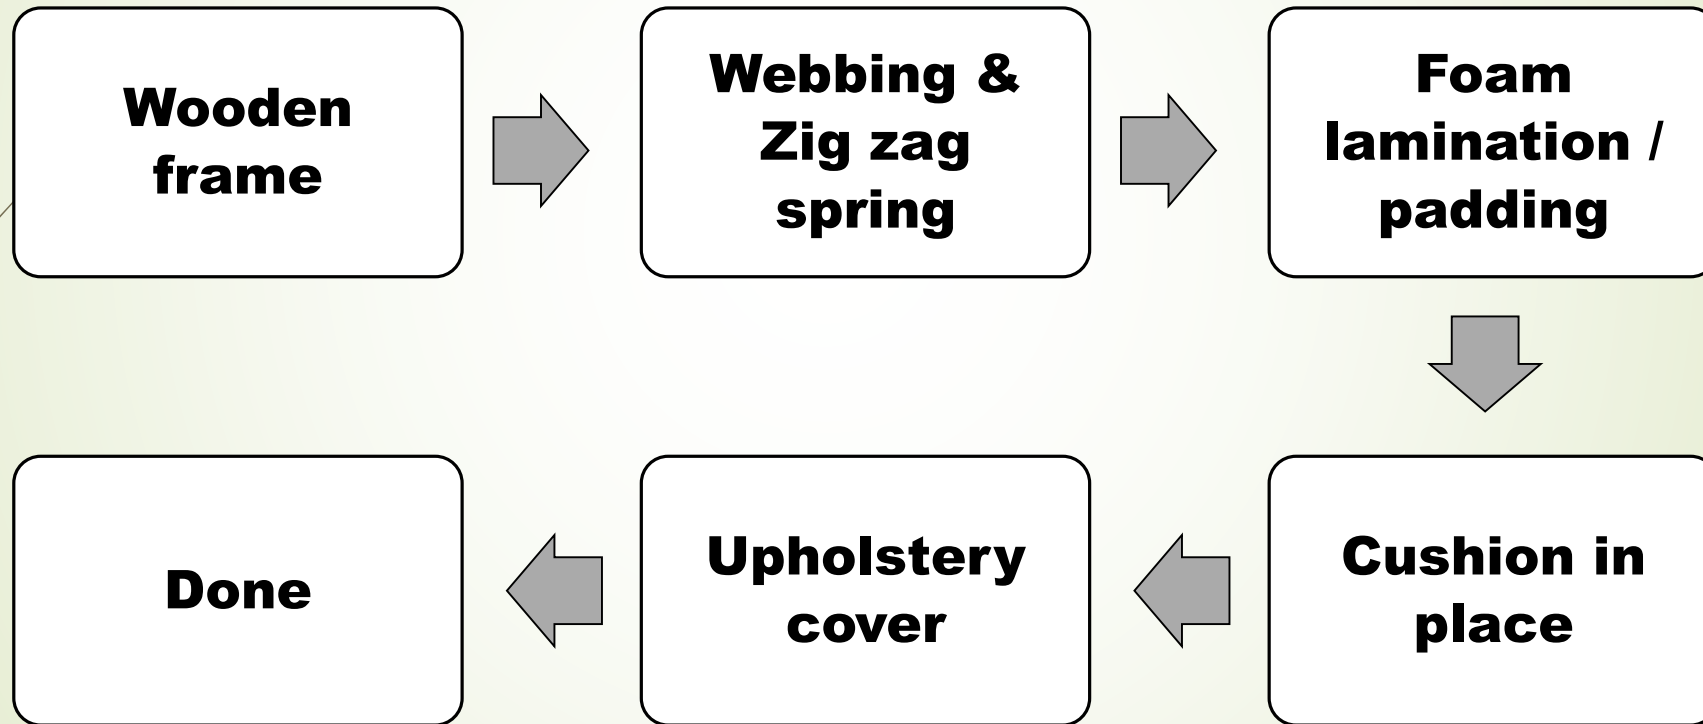 Wooden
frame
Webbing &
Zig zag
spring
Foam
lamination /
padding
Cushion in
place
Upholstery
cover
Done